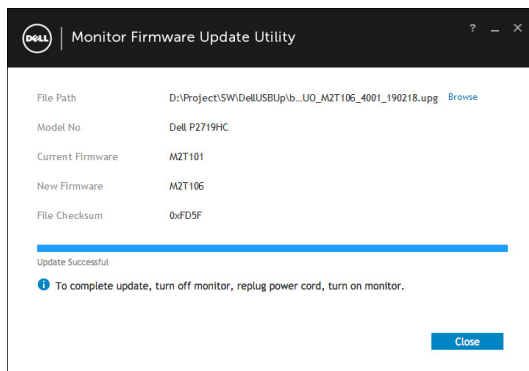 DELL Monitor Firmware Update Utility ? _ X
File Path D:\Project\SW\DellUSBUp\b...UO_M2T106_4001_190218.upg Browse
Model No Dell P2719HC
Current Firmware M2T101
New Firmware M2T106
File Checksum 0xFD5F
Update Successful
To complete update, turn off monitor, replug power cord, turn on monitor.
Close